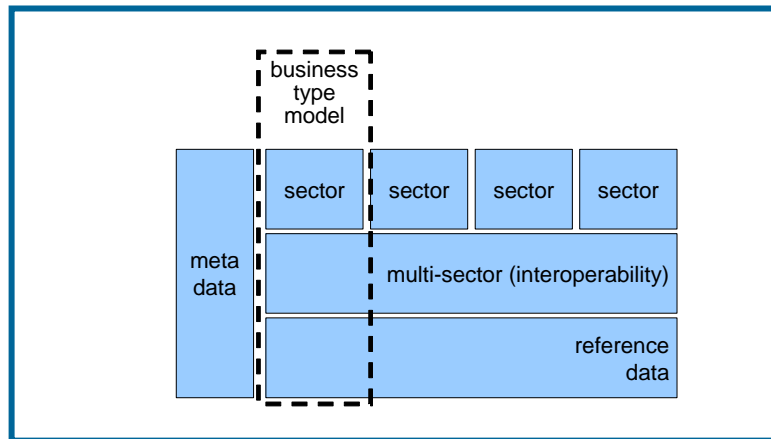 business
type
model
sector
sector
sector
sector
meta
data
multi-sector (interoperability)
reference
data